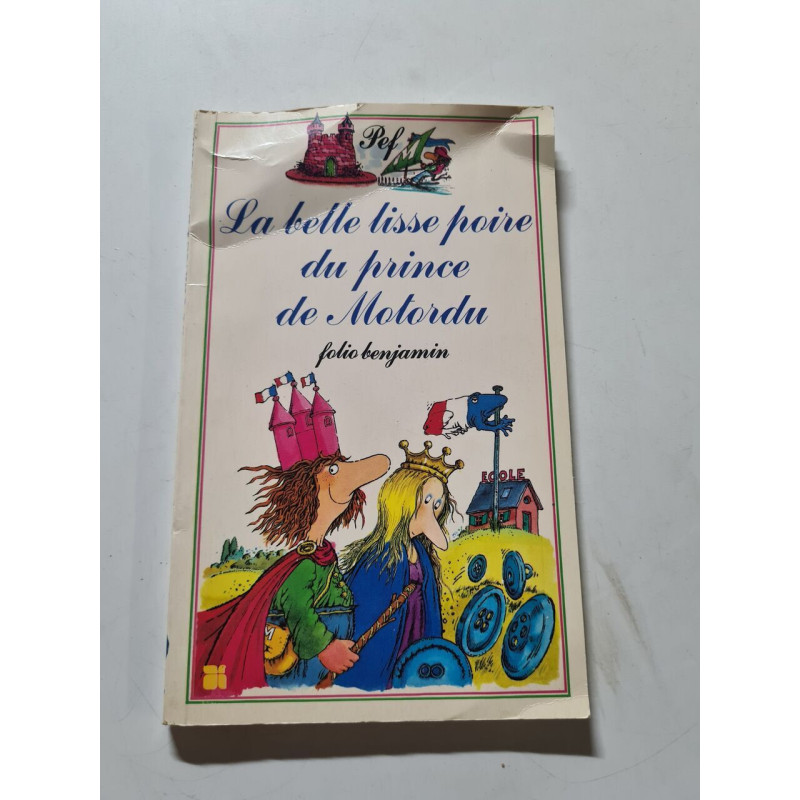 Pef
La belle lisse poire
du prince
de Motordu
folio benjamin
ECOLE
M